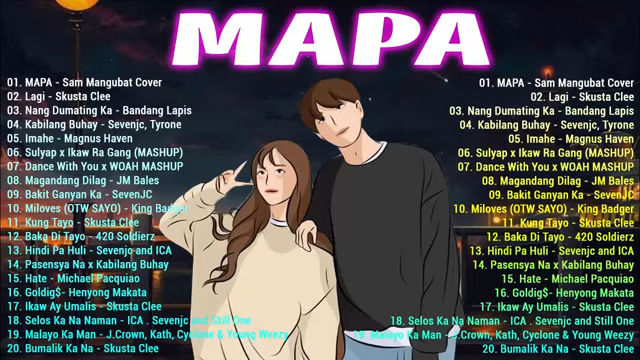 MAPA
01. MAPA - Sam Mangubat Cover
02. Lagi - Skusta Clee
03. Nang Dumating Ka - Bandang Lapis
04. Kabilang Buhay - Sevenjc, Tyrone
05. Imahe - Magnus Haven
06. Sulyap x Ikaw Ra Gang (MASHUP)
07. Dance With You x WOAH MASHUP
08. Magandang Dilag - JM Bales
09. Bakit Ganyan Ka - SevenJC
10. Miloves (OTW SAYO) - King Badger
11. Kung Tayo - Skusta Clee
12. Baka Di Tayo - 420 Soldierz
13. Hindi Pa Huli - Sevenjc and ICA
14. Pasensya Na x Kabilang Buhay
15. Hate - Michael Pacquiao
16. Goldig$- Henyong Makata
17. Ikaw Ay Umalis - Skusta Clee
18. Selos Ka Na Naman - ICA . Sevenjc and Still One
19. Malayo Ka Man - J.Crown, Kath, Cyclone & Young Weezy
20. Bumalik Ka Na - Skusta Clee
01. MAPA - Sam Mangubat Cover
02. Lagi - Skusta Clee
03. Nang Dumating Ka - Bandang Lapis
04. Kabilang Buhay - Sevenjc, Tyrone
05. Imahe - Magnus Haven
06. Sulyap x Ikaw Ra Gang (MASHUP)
07. Dance With You x WOAH MASHUP
08. Magandang Dilag - JM Bales
09. Bakit Ganyan Ka - SevenJC
10. Miloves (OTW SAYO) - King Badger
11. Kung Tayo - Skusta Clee
12. Baka Di Tayo - 420 Soldierz
13. Hindi Pa Huli - Sevenjc and ICA
14. Pasensya Na x Kabilang Buhay
15. Hate - Michael Pacquiao
16. Goldig$- Henyong Makata
17. Ikaw Ay Umalis - Skusta Clee
18. Selos Ka Na Naman - ICA . Sevenjc and Still One
19. Malayo Ka Man - J.Crown, Kath, Cyclone & Young Weezy
20. Bumalik Ka Na - Skusta Clee